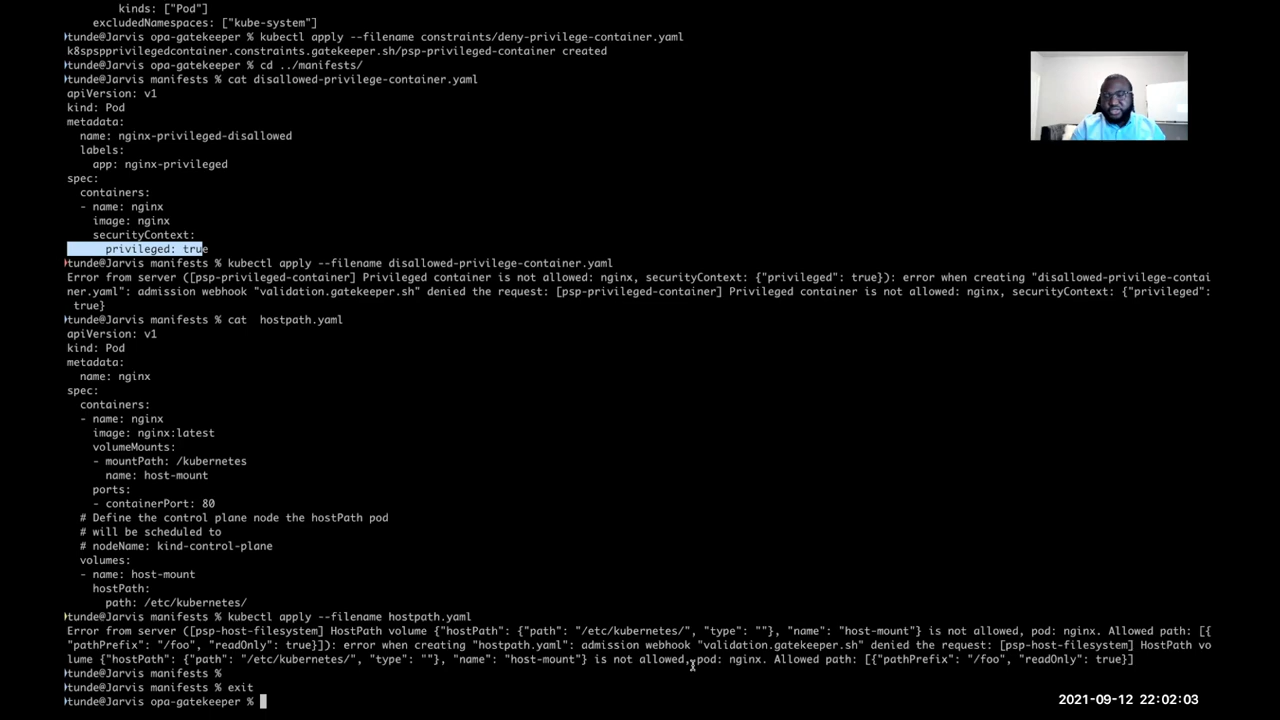 kinds: ["Pod"]
excludedNamespaces: ["kube-system"]
tunde@Jarvis opa-gatekeeper % kubectl apply --filename constraints/deny-privilege-container.yaml
k8spspprivilegedcontainer.constraints.gatekeeper.sh/psp-privileged-container created
tunde@Jarvis opa-gatekeeper % cd ../manifests/
tunde@Jarvis manifests % cat disallowed-privilege-container.yaml
apiVersion: v1
kind: Pod
metadata:
  name: nginx-privileged-disallowed
  labels:
    app: nginx-privileged
spec:
  containers:
  - name: nginx
    image: nginx
    securityContext:
      privileged: true
tunde@Jarvis manifests % kubectl apply --filename disallowed-privilege-container.yaml
Error from server ([psp-privileged-container] Privileged container is not allowed: nginx, securityContext: {"privileged": true}): error when creating "disallowed-privilege-contai
ner.yaml": admission webhook "validation.gatekeeper.sh" denied the request: [psp-privileged-container] Privileged container is not allowed: nginx, securityContext: {"privileged":
 true}
tunde@Jarvis manifests % cat  hostpath.yaml
apiVersion: v1
kind: Pod
metadata:
  name: nginx
spec:
  containers:
  - name: nginx
    image: nginx:latest
    volumeMounts:
    - mountPath: /kubernetes
      name: host-mount
    ports:
    - containerPort: 80
  # Define the control plane node the hostPath pod
  # will be scheduled to
  # nodeName: kind-control-plane
  volumes:
  - name: host-mount
    hostPath:
      path: /etc/kubernetes/
tunde@Jarvis manifests % kubectl apply --filename hostpath.yaml
Error from server ([psp-host-filesystem] HostPath volume {"hostPath": {"path": "/etc/kubernetes/", "type": ""}, "name": "host-mount"} is not allowed, pod: nginx. Allowed path: [{
"pathPrefix": "/foo", "readOnly": true}]): error when creating "hostpath.yaml": admission webhook "validation.gatekeeper.sh" denied the request: [psp-host-filesystem] HostPath vo
lume {"hostPath": {"path": "/etc/kubernetes/", "type": ""}, "name": "host-mount"} is not allowed, pod: nginx. Allowed path: [{"pathPrefix": "/foo", "readOnly": true}]
tunde@Jarvis manifests %
tunde@Jarvis manifests % exit
tunde@Jarvis opa-gatekeeper %
2021-09-12 22:02:03